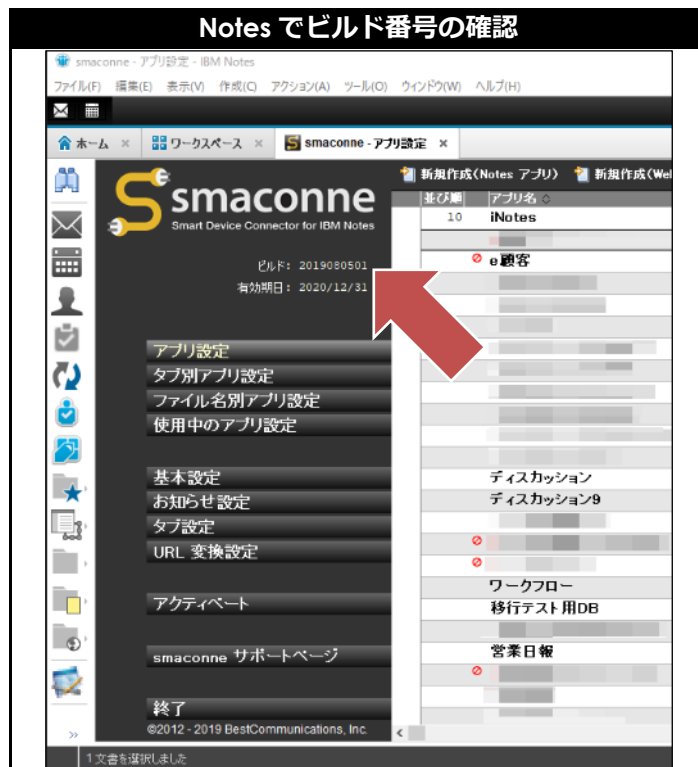 Notes でビルド番号の確認
smaconne - アプリ設定 - IBM Notes
ファイル(F) 編集(E) 表示(V) 作成(C) アクション(A) ツール(O) ウィンドウ(W) ヘルプ(H)
ホーム × ワークスペース × smaconne - アプリ設定 ×
新規作成(Notes アプリ) 新規作成(Wel
smaconne
Smart Device Connector for IBM Notes
ビルド: 2019080501
有効期日: 2020/12/31
アプリ設定
タブ別アプリ設定
ファイル名別アプリ設定
使用中のアプリ設定
基本設定
お知らせ設定
タブ設定
URL 変換設定
アクティベート
smaconne サポートページ
終了
©2012 - 2019 BestCommunications, Inc.
並び順 アプリ名
10 iNotes
e顧客
ディスカッション
ディスカッション9
ワークフロー
移行テスト用DB
営業日報
1文書を選択しました